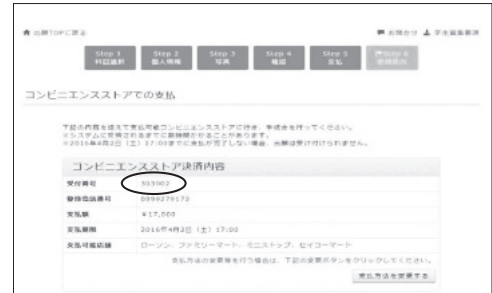 出願TOPに戻る
お問合せ 学生募集要項
Step 1 Step 2 Step 3 Step 4 Step 5
科目選択 個人情報 写真 確認 支払
コンビニエンスストアでの支払
下記の内容を控えて支払可能コンビニエンスストアに行き、手続きを行ってください。
※システムに反映されるまでに数時間かかることがあります。
※2016年4月2日（土）17:00までに支払が完了しない場合、出願は受け付けられません。
コンビニエンスストア決済内容
受付番号 303002
登録電話番号 0999279173
支払額 ￥17,000
支払期限 2016年4月2日（土）17:00
支払可能店舗 ローソン、ファミリーマート、ミニストップ、セイコーマート
支払方法の変更等を行う場合は、下記の変更ボタンをクリックしてください。
支払方法を変更する